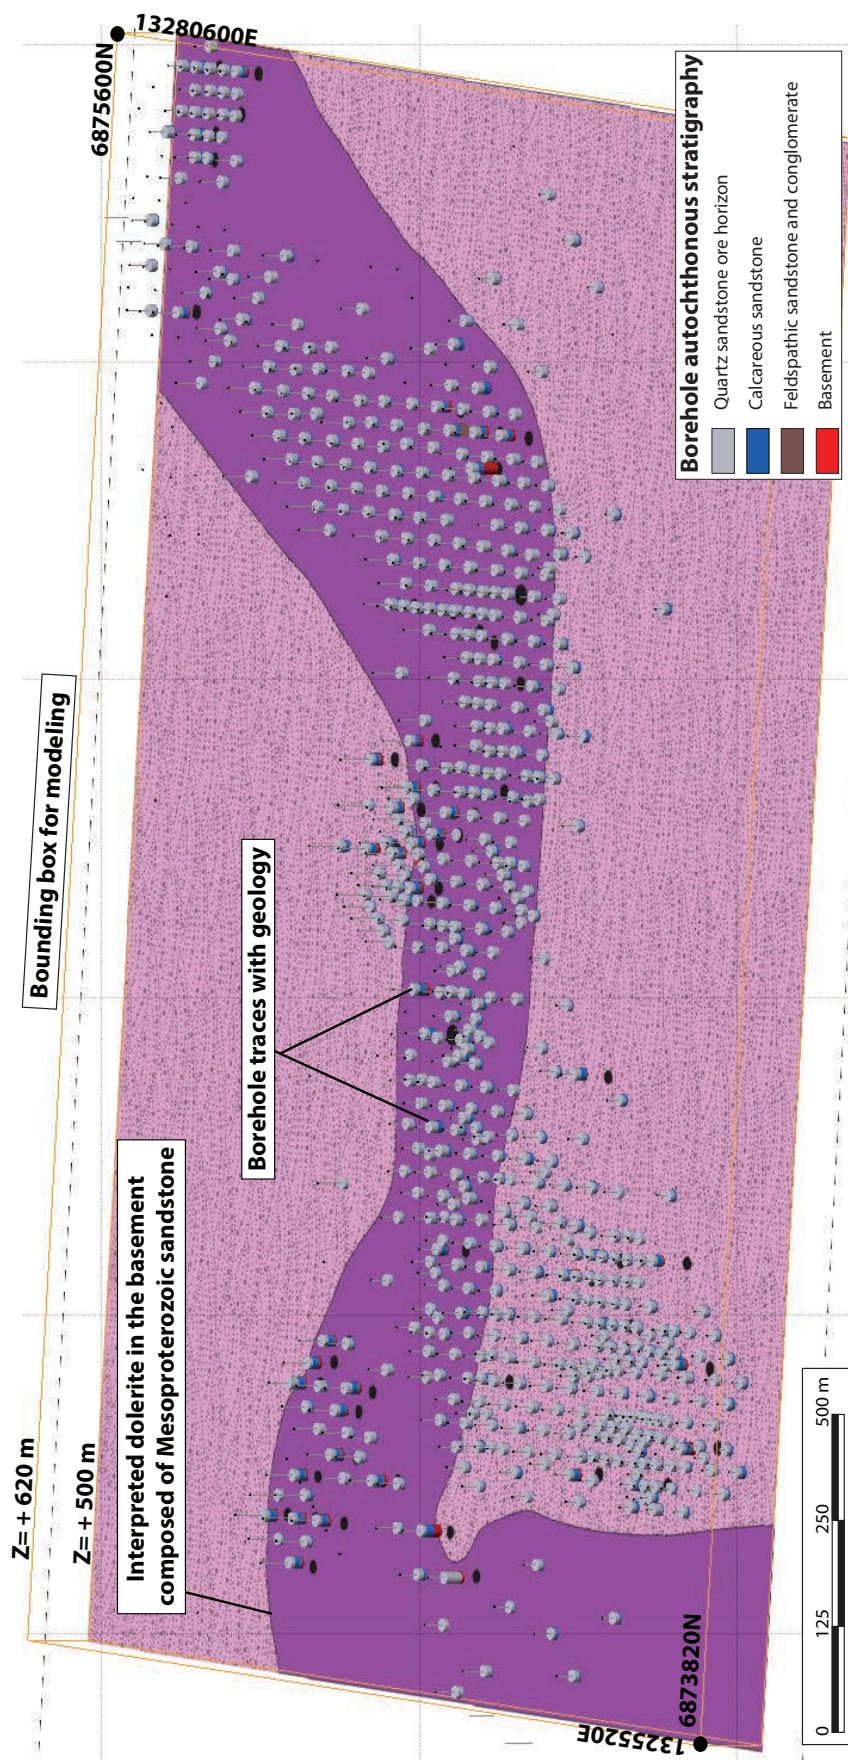 13280600E
6875600N
Bounding box for modeling
Z= + 620 m
Z= + 500 m
Interpreted dolerite in the basement
composed of Mesoproterozoic sandstone
Borehole traces with geology
Borehole autochthonous stratigraphy
Quartz sandstone ore horizon
Calcareous sandstone
Feldspathic sandstone and conglomerate
Basement
6873820N
1325520E
0
125
250
500 m